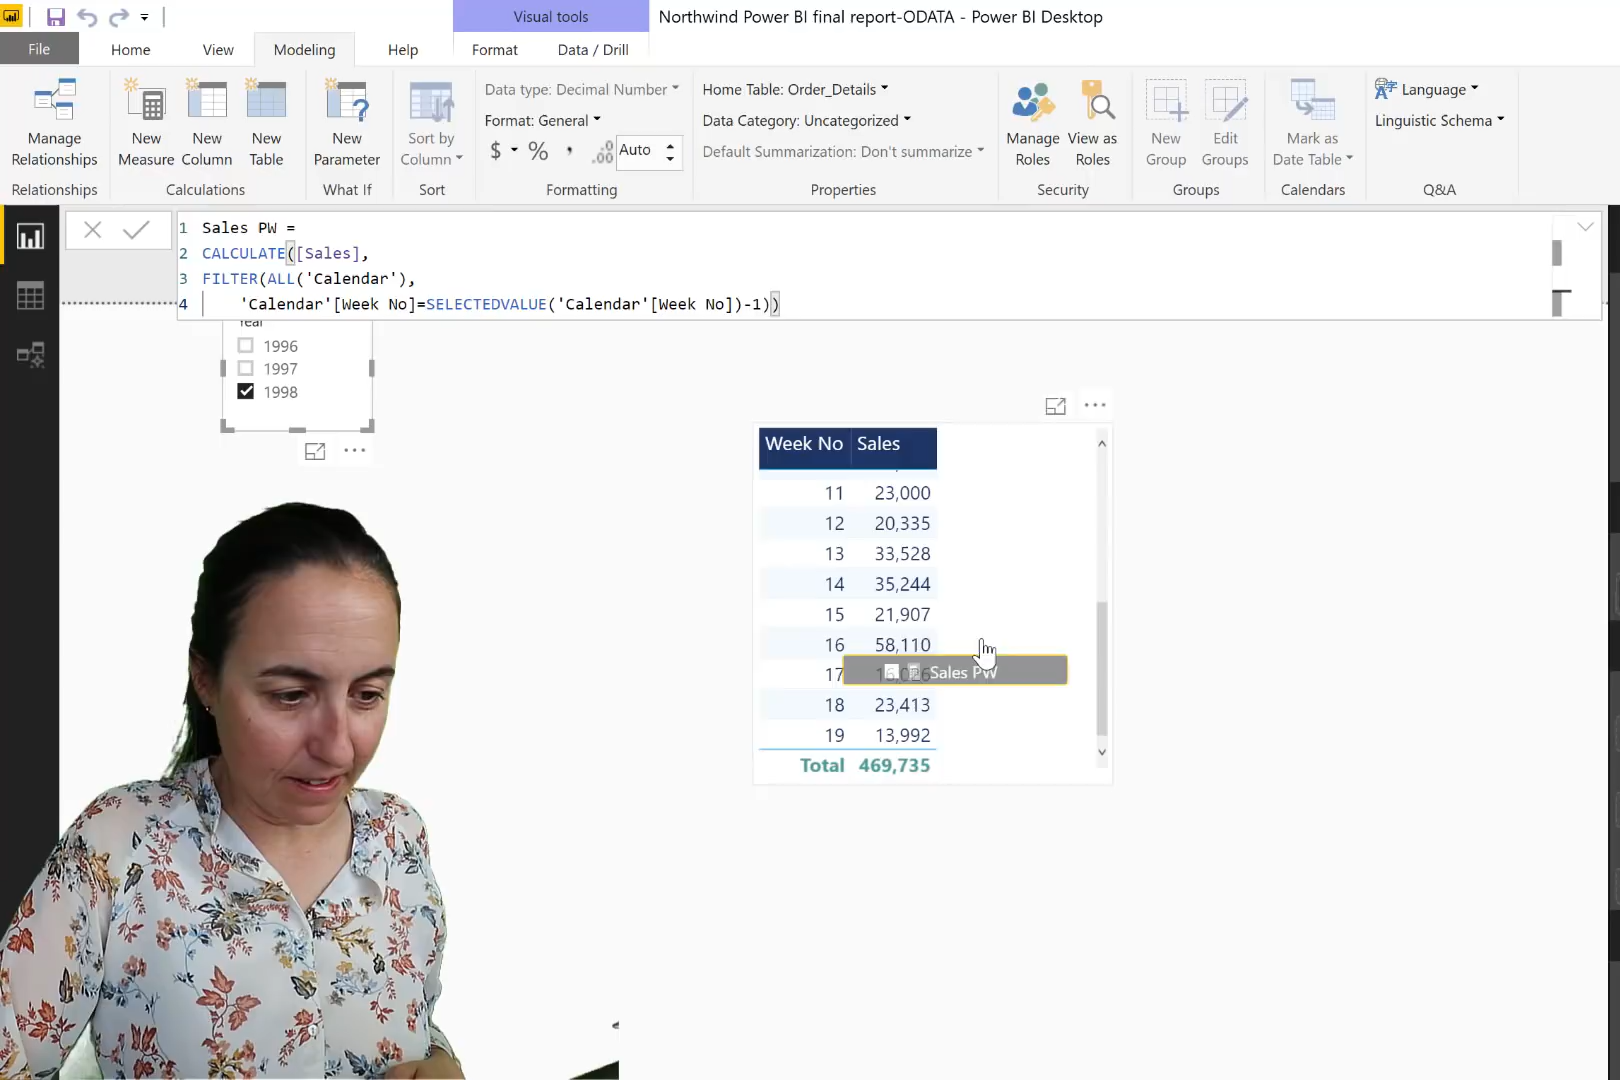 Visual tools
Northwind Power BI final report-ODATA - Power BI Desktop
File
Home
View
Modeling
Help
Format
Data / Drill
Manage
Relationships
Relationships
New
Measure
New
Column
New
Table
Calculations
New
Parameter
What If
Sort by
Column
Sort
Data type: Decimal Number
Format: General
$ % , .00 Auto
Formatting
Home Table: Order_Details
Data Category: Uncategorized
Default Summarization: Don't summarize
Properties
Manage
Roles
View as
Roles
Security
New
Group
Edit
Groups
Groups
Mark as
Date Table
Calendars
Language
Linguistic Schema
Q&A
1 Sales PW =
2 CALCULATE([Sales],
3 FILTER(ALL('Calendar'),
4 'Calendar'[Week No]=SELECTEDVALUE('Calendar'[Week No])-1))
Year
1996
1997
1998
Week No Sales
11 23,000
12 20,335
13 33,528
14 35,244
15 21,907
16 58,110
17 Sales PW
18 23,413
19 13,992
Total 469,735